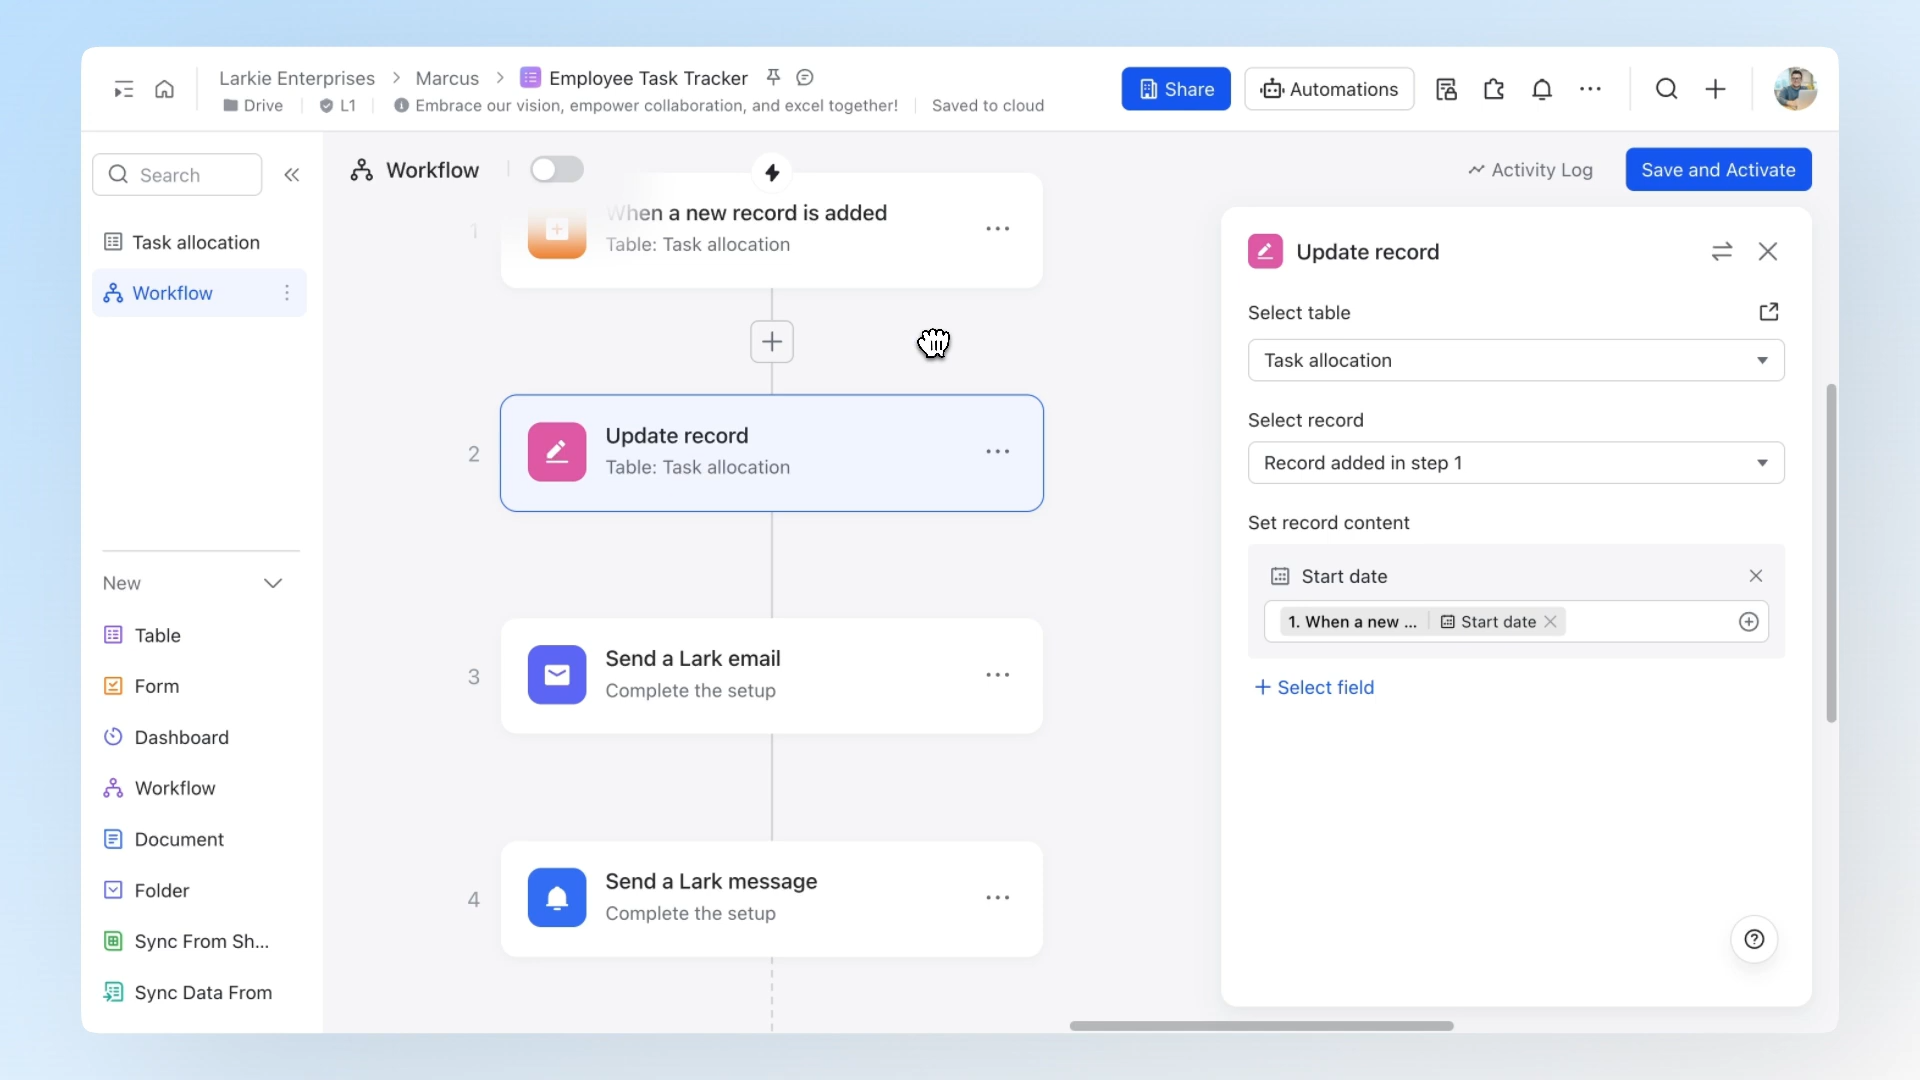 Larkie Enterprises > Marcus > Employee Task Tracker
Drive L1 Embrace our vision, empower collaboration, and excel together! Saved to cloud
Share
Automations
Search
Task allocation
Workflow
New
Table
Form
Dashboard
Workflow
Document
Folder
Sync From Sh...
Sync Data From
Workflow
Activity Log
Save and Activate
1
When a new record is added
Table: Task allocation
2
Update record
Table: Task allocation
3
Send a Lark email
Complete the setup
4
Send a Lark message
Complete the setup
Update record
Select table
Task allocation
Select record
Record added in step 1
Set record content
Start date
1. When a new ... Start date
+ Select field